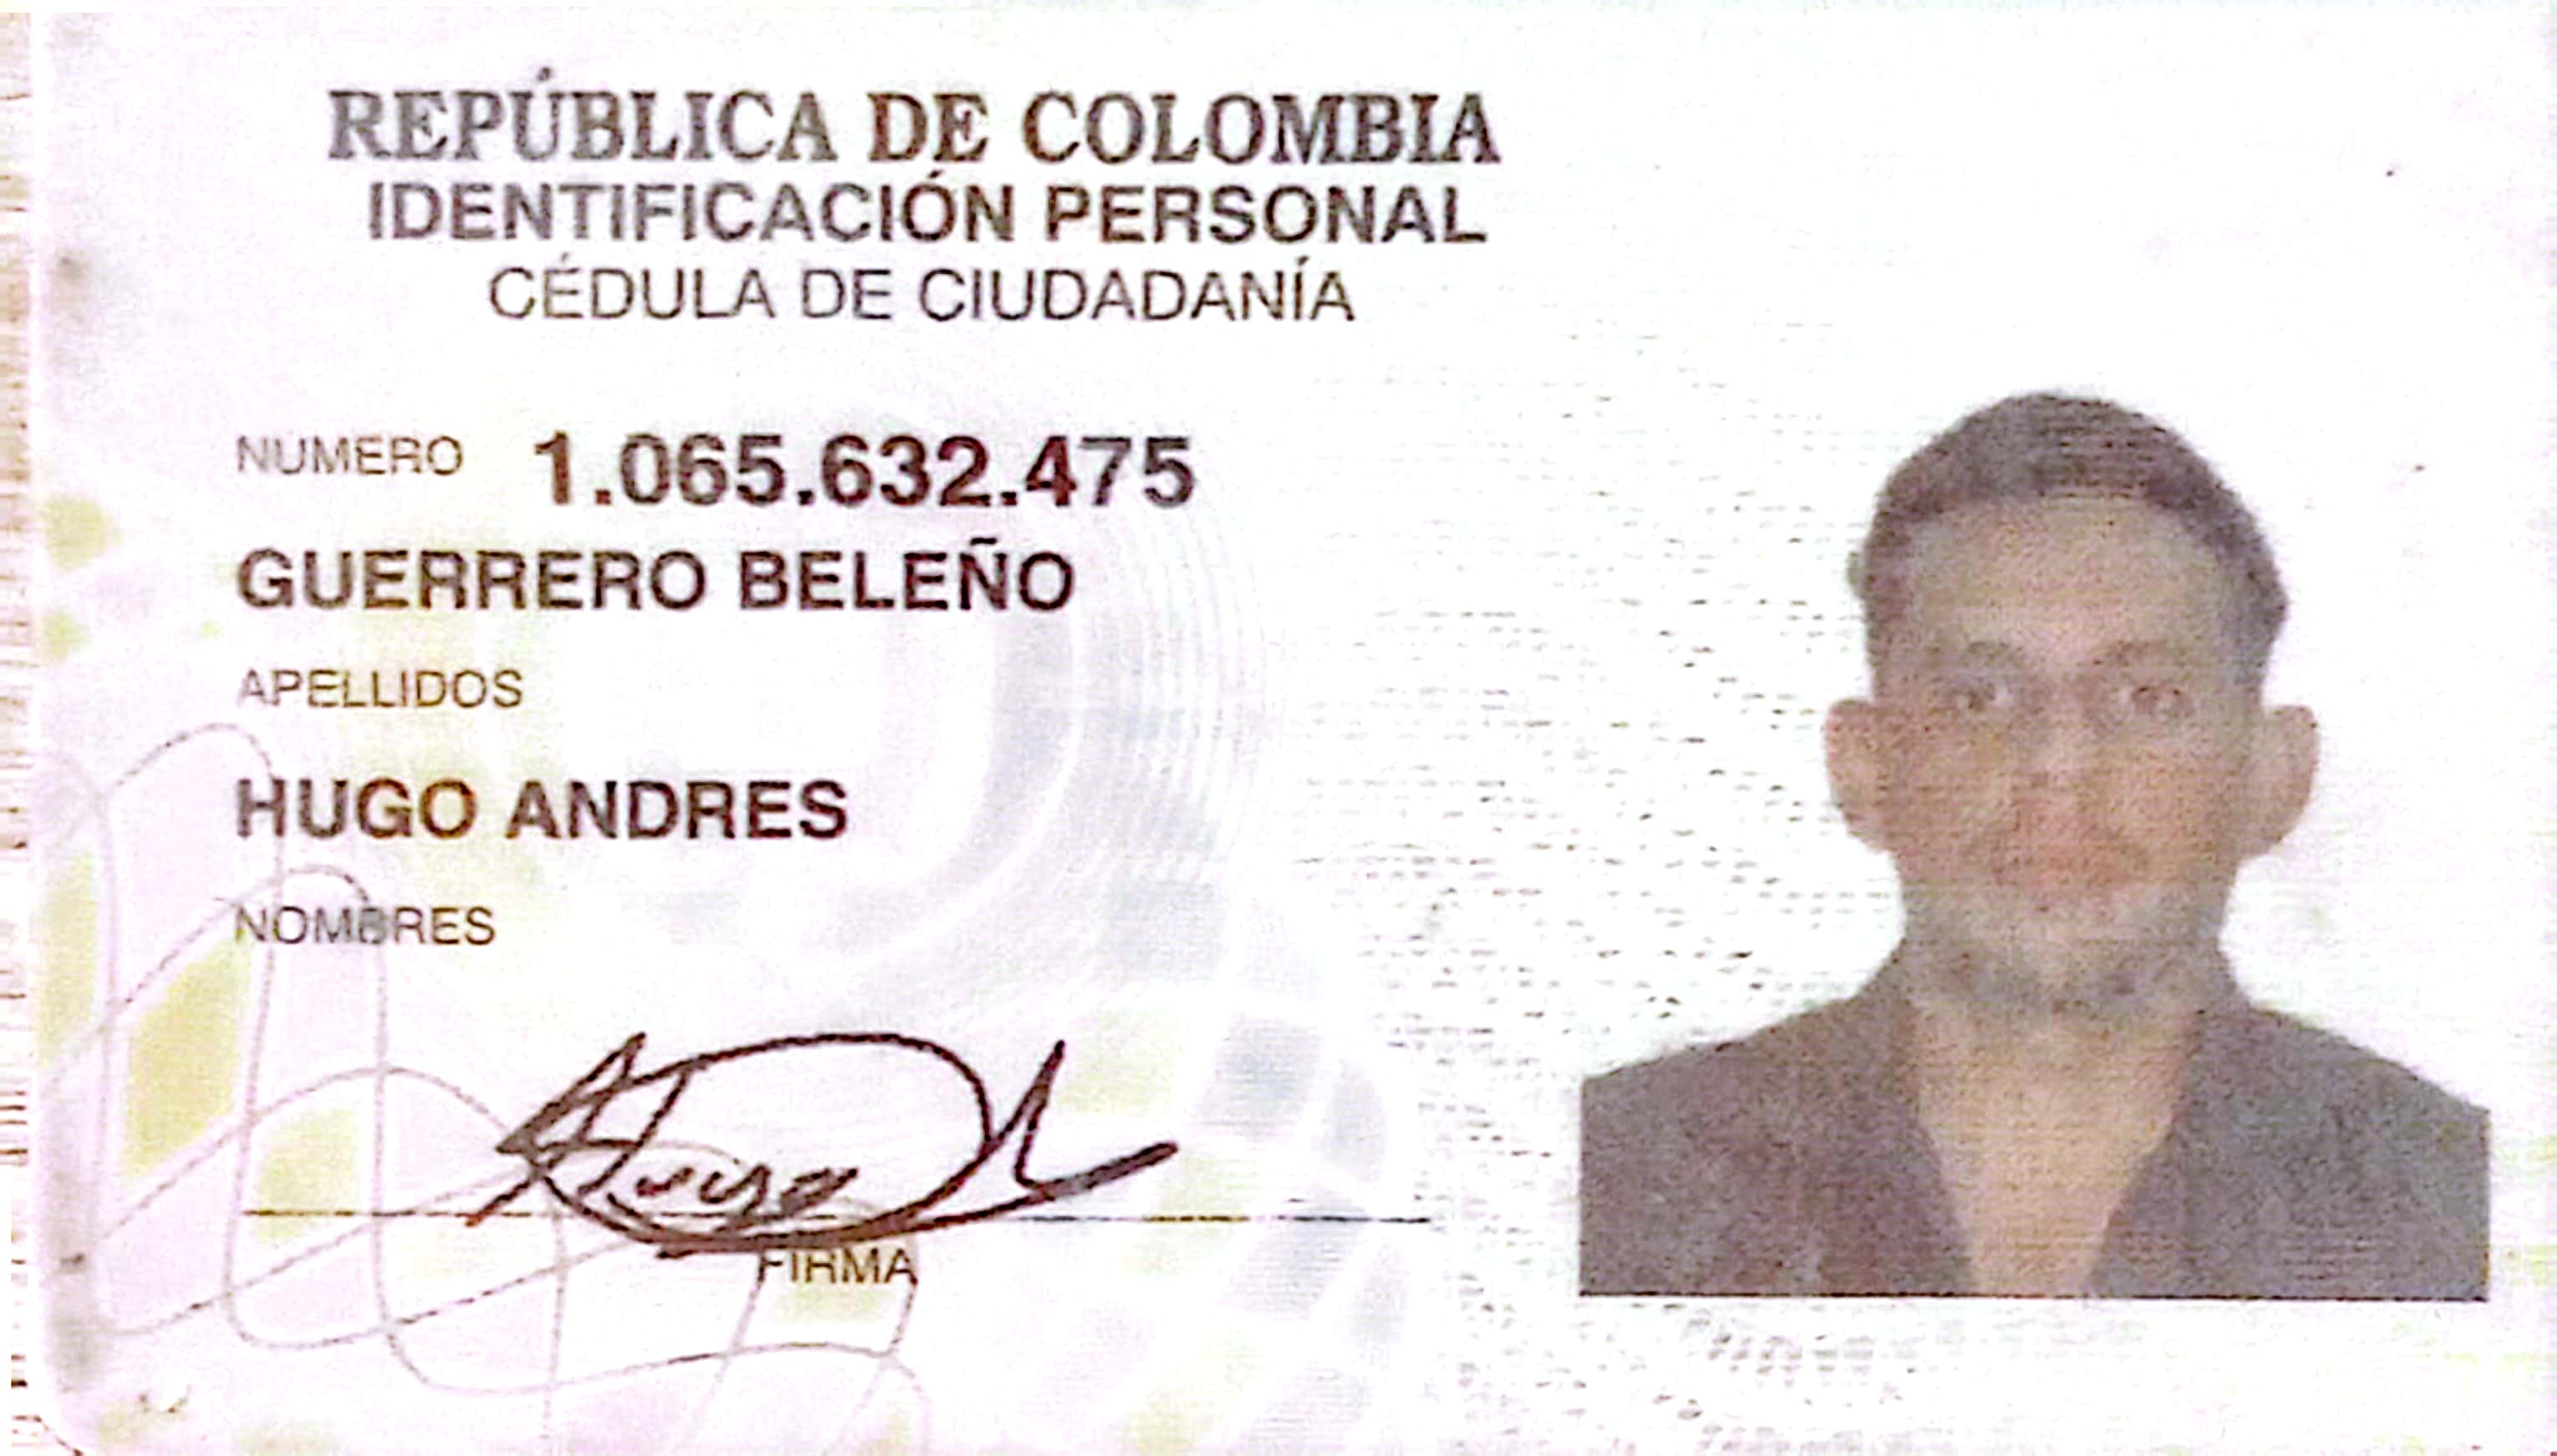 REPÚBLICA DE COLOMBIA
IDENTIFICACIÓN PERSONAL
CÉDULA DE CIUDADANÍA
NUMERO 1.065.632.475
GUERRERO BELEÑO
APELLIDOS
HUGO ANDRES
NOMBRES
FIRMA